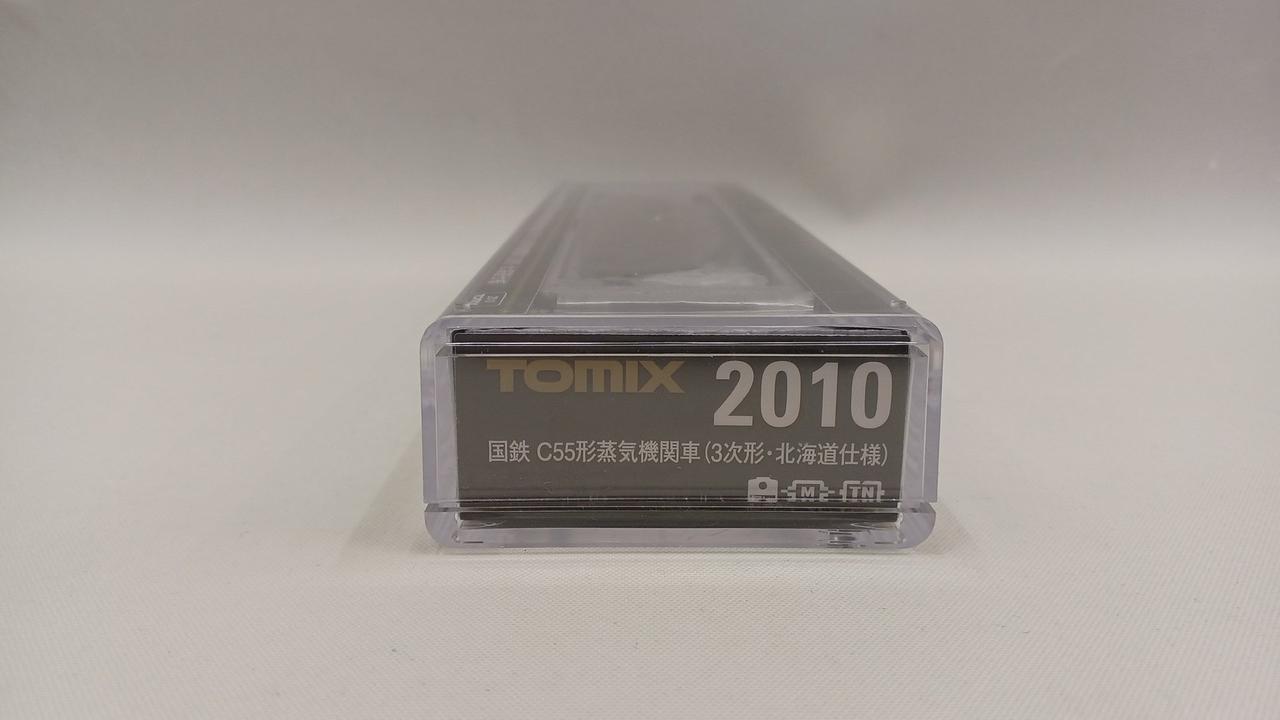 TOMIX 2010
国鉄 C55形蒸気機関車(3次形・北海道仕様)
M TN